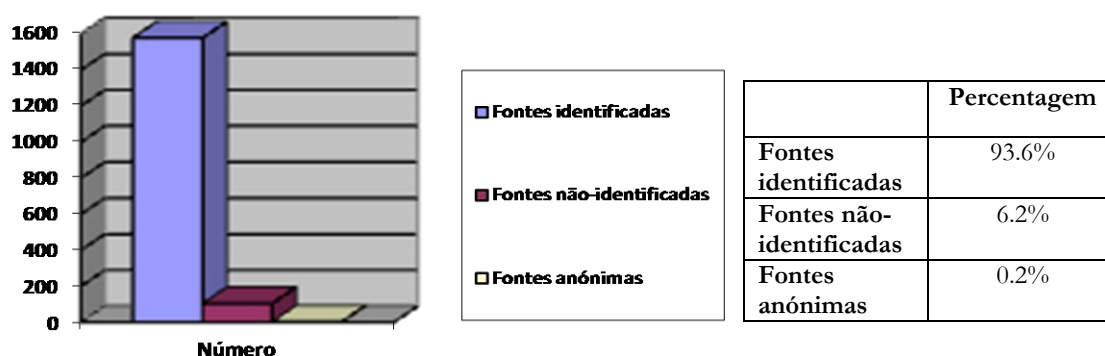 1600
1400
1200
1000
800
600
400
200
0
Número
Fontes identificadas
Fontes não-identificadas
Fontes anónimas
Percentagem
Fontes
identificadas
93.6%
Fontes não-
identificadas
6.2%
Fontes
anónimas
0.2%